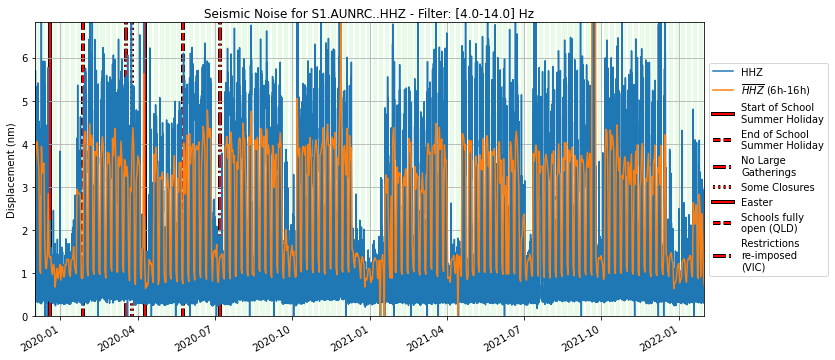 Seismic Noise for S1.AUNRC..HHZ - Filter: [4.0-14.0] Hz
Displacement (nm)
6
5
4
3
2
1
0
2020-01
2020-04
2020-07
2020-10
2021-01
2021-04
2021-07
2021-10
2022-01
HHZ
HHZ (6h-16h)
Start of School
Summer Holiday
End of School
Summer Holiday
No Large
Gatherings
Some Closures
Easter
Schools fully
open (QLD)
Restrictions
re-imposed
(VIC)